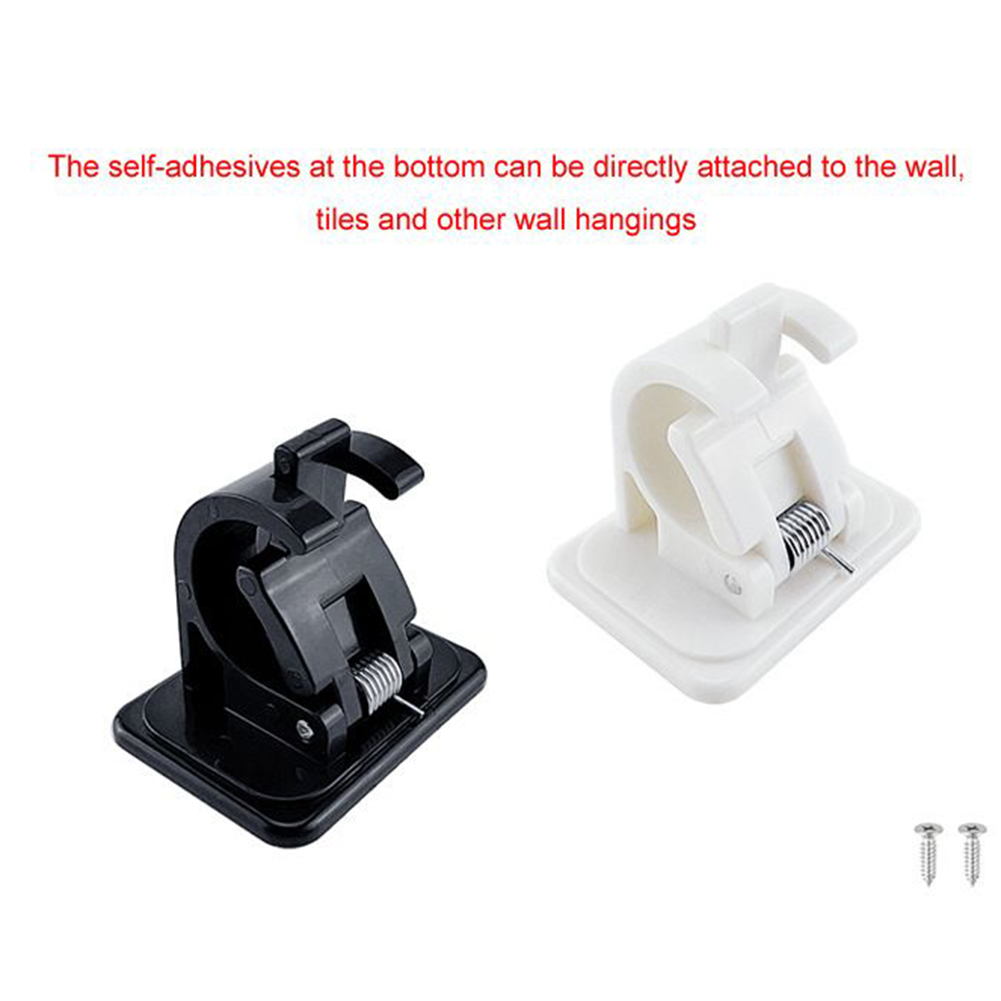 The self-adhesives at the bottom can be directly attached to the wall,
tiles and other wall hangings